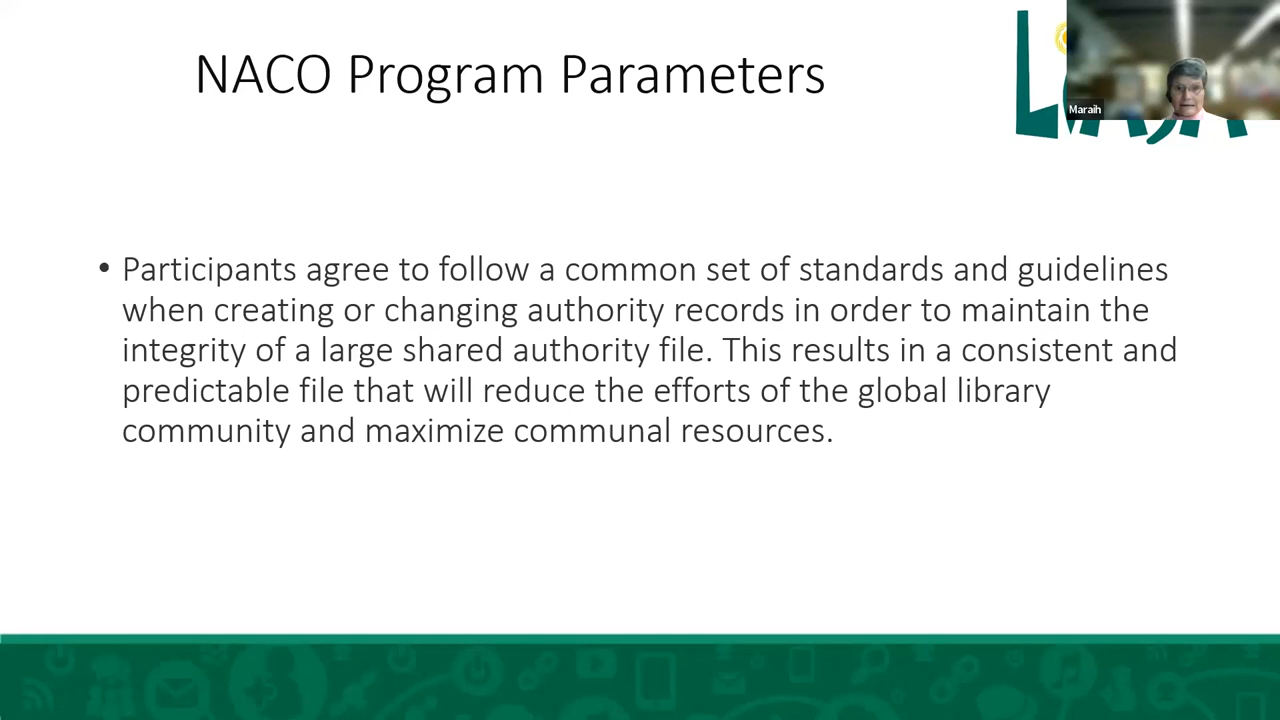 NACO Program Parameters
Maraih
• Participants agree to follow a common set of standards and guidelines
when creating or changing authority records in order to maintain the
integrity of a large shared authority file. This results in a consistent and
predictable file that will reduce the efforts of the global library
community and maximize communal resources.